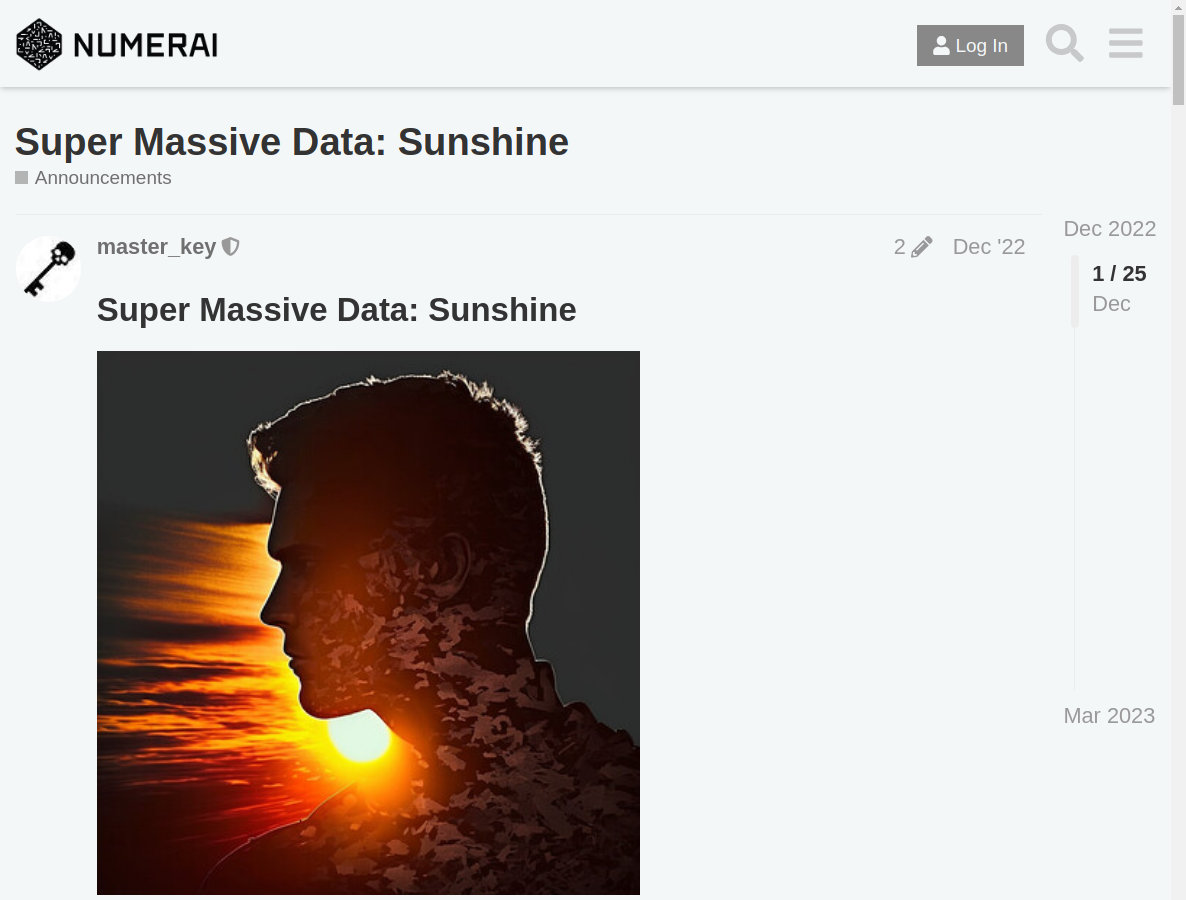 NUMERAI
Log In
Super Massive Data: Sunshine
Announcements
master_key
2
Dec '22
Super Massive Data: Sunshine
Dec 2022
1 / 25
Dec
Mar 2023